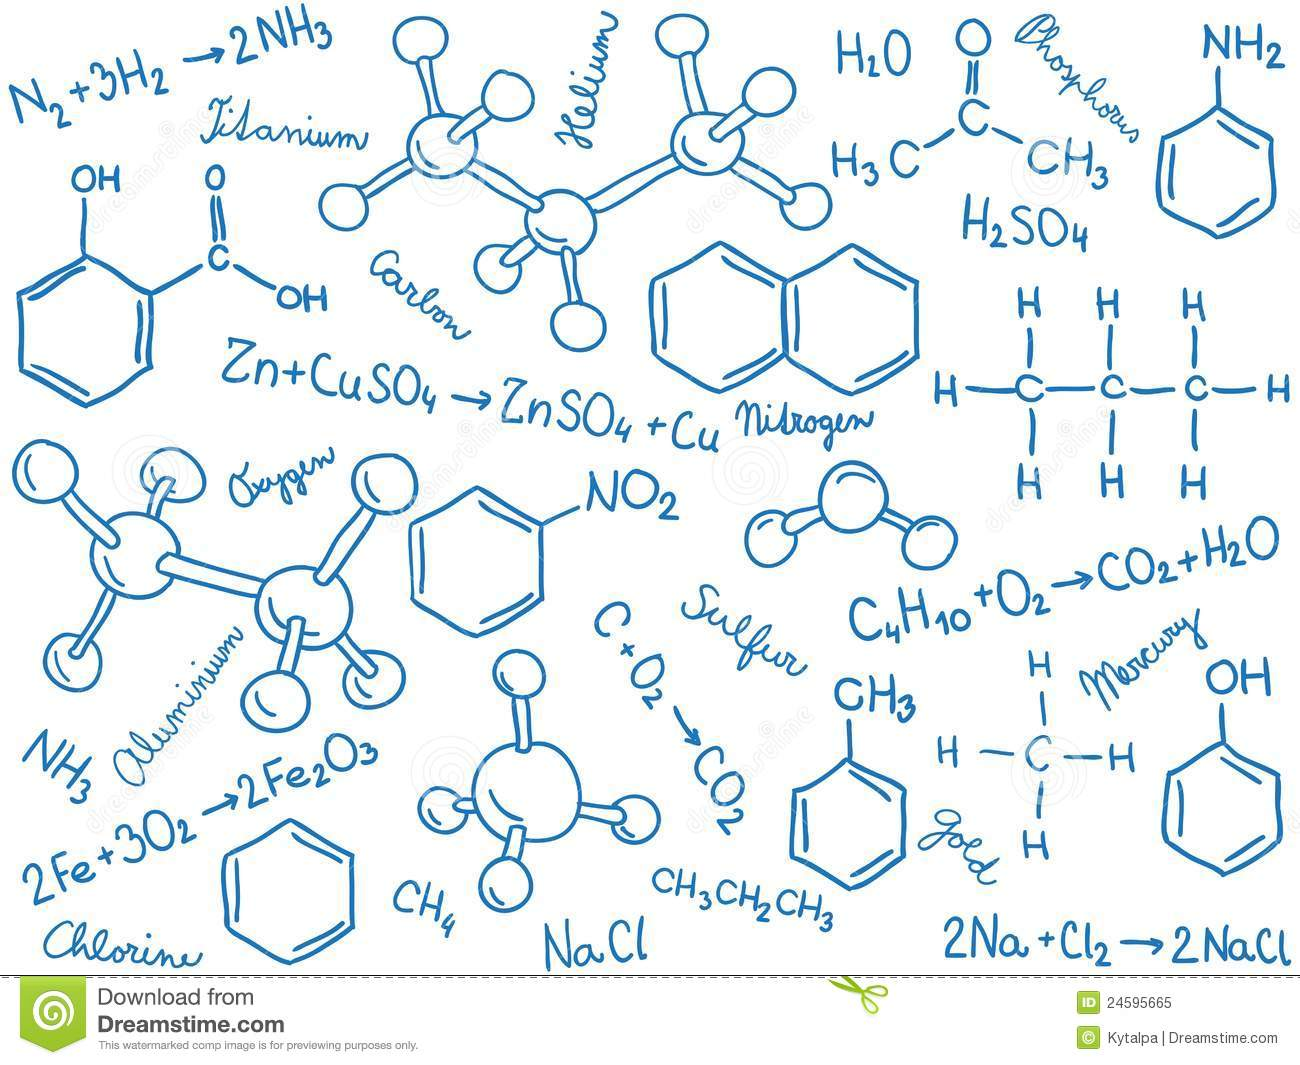 N2+3H2→2NH3
Titanium
Helium
H2O
Phosphorus
NH2
O
C
H3C
CH3
H2SO4
OH
O
C
OH
Carbon
Zn+CuSO4→ZnSO4+Cu
Nitrogen
H H H
H C C C H
H H H
Oxygen
NO2
C4H10+O2→CO2+H2O
Sulfur
C+O2→CO2
Mercury
Aluminium
NH3
2Fe+3O2→2Fe2O3
CH3
H
H C H
H
OH
Gold
Chlorine
CH4
NaCl
CH3CH2CH3
2Na+Cl2→2NaCl
Download from
Dreamstime.com
This watermarked comp image is for previewing purposes only.
ID 24595665
© Kytalpa | Dreamstime.com